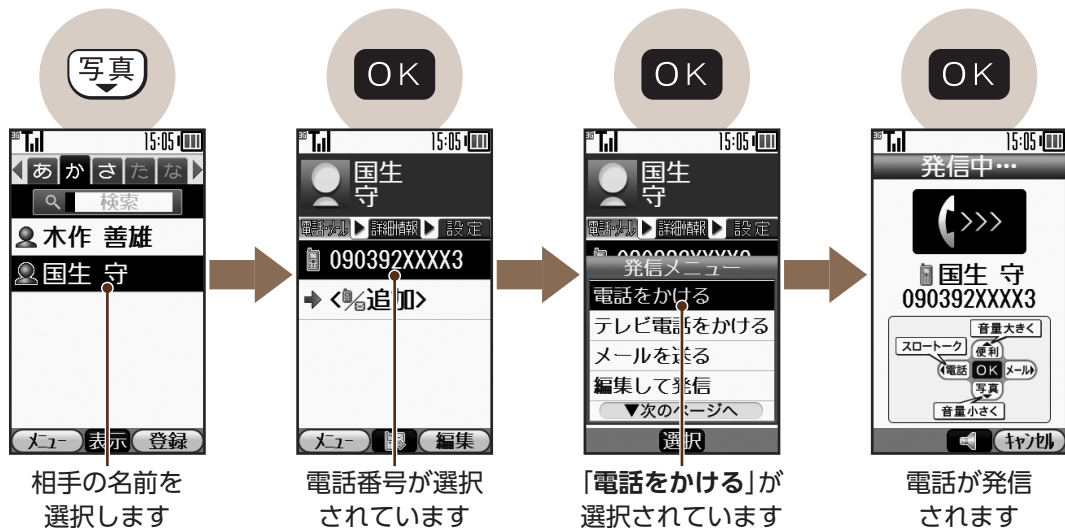 写真
OK
OK
OK
3G 15:05
あ か さ た な
検索
木作 善雄
国生 守
メニュー 表示 登録
相手の名前を
選択します
3G 15:05
国生
守
電話・メール ▶ 詳細情報 ▶ 設定
090392XXXX3
<追加>
メニュー 編集
電話番号が選択
されています
3G 15:05
国生
守
電話・メール ▶ 詳細情報 ▶ 設定
090392XXXX3
発信メニュー
電話をかける
テレビ電話をかける
メールを送る
編集して発信
▼次のページへ
選択
「電話をかける」が
選択されています
3G 15:05
発信中…
国生 守
090392XXXX3
音量大きく
スロートーク
便利
電話 OK メール
写真
音量小さく
キャンセル
電話が発信
されます